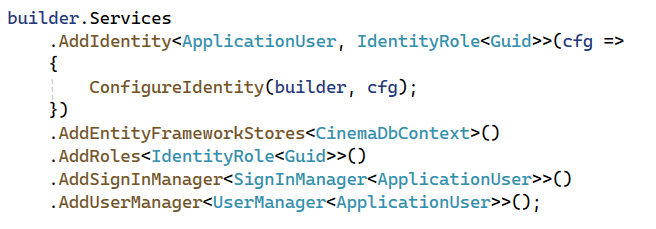 builder.Services
.AddIdentity<ApplicationUser, IdentityRole<Guid>>(cfg =>
{
ConfigureIdentity(builder, cfg);
})
.AddEntityFrameworkStores<CinemaDbContext>()
.AddRoles<IdentityRole<Guid>>()
.AddSignInManager<SignInManager<ApplicationUser>>()
.AddUserManager<UserManager<ApplicationUser>>();